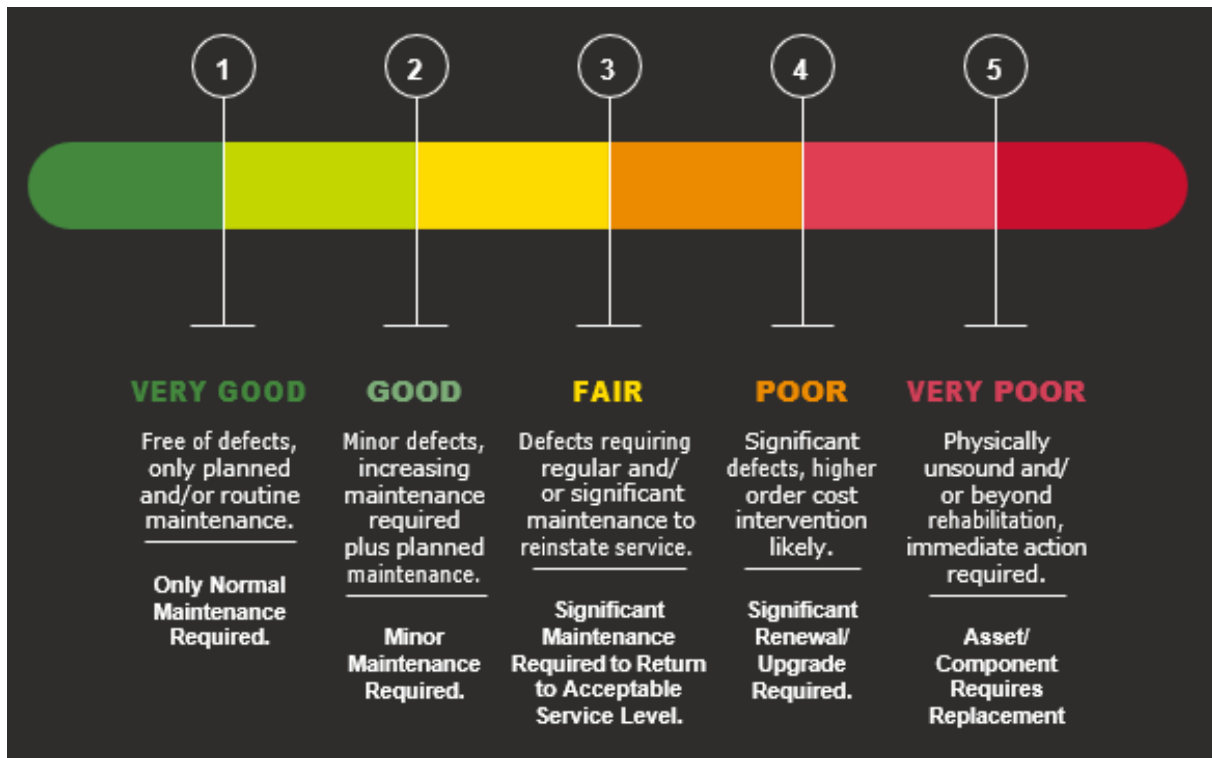 1
2
3
4
5
VERY GOOD
Free of defects,
only planned
and/or routine
maintenance.
Only Normal
Maintenance
Required.
GOOD
Minor defects,
increasing
maintenance
required
plus planned
maintenance.
Minor
Maintenance
Required.
FAIR
Defects requiring
regular and/
or significant
maintenance to
reinstate service.
Significant
Maintenance
Required to Return
to Acceptable
Service Level.
POOR
Significant
defects, higher
order cost
intervention
likely.
Significant
Renewal/
Upgrade
Required.
VERY POOR
Physically
unsound and/
or beyond
rehabilitation,
immediate action
required.
Asset/
Component
Requires
Replacement